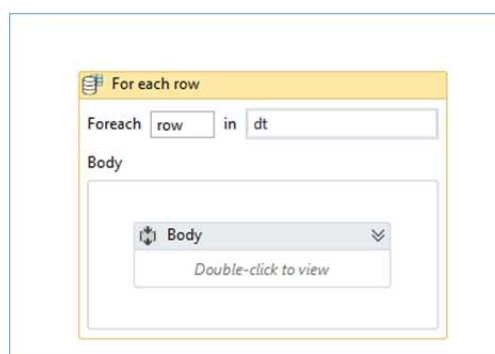 For each row
Foreach row in dt
Body
Body
Double-click to view